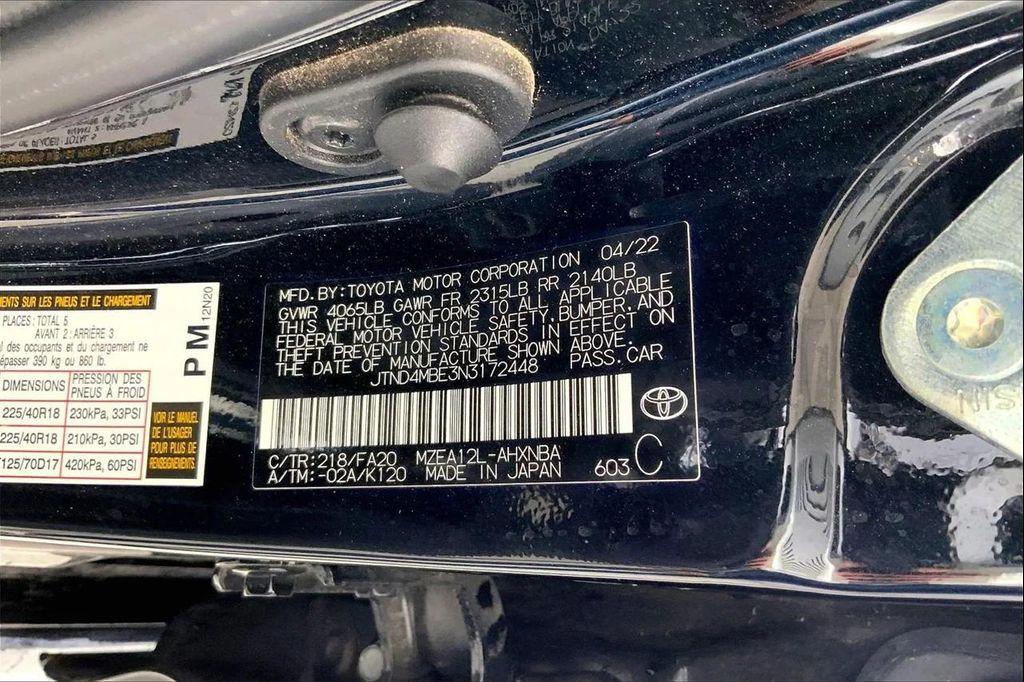 MENTS SUR LES PNEUS ET LE CHARGEMENT
PLACES: TOTAL 5
AVANT 2: ARRIÈRE 3
al des occupants et du chargement ne
épasser 390 kg ou 860 lb.
DIMENSIONS PRESSION DES PNEUS À FROID
225/40R18 230kPa, 33PSI
225/40R18 210kPa, 30PSI
T125/70D17 420kPa, 60PSI
VOIR LE MANUEL
DE L'USAGER
POUR PLUS DE
RENSEIGNEMENTS.
PM
12N20
MFD. BY: TOYOTA MOTOR CORPORATION 04/22
GVWR 4065LB GAWR FR 2315LB RR 2140LB
THIS VEHICLE CONFORMS TO ALL APPLICABLE
FEDERAL MOTOR VEHICLE SAFETY, BUMPER, AND
THEFT PREVENTION STANDARDS IN EFFECT ON
THE DATE OF MANUFACTURE SHOWN ABOVE.
JTND4MBE3N3172448 PASS. CAR
C/TR: 218/FA20 MZEA12L-AHXNBA
A/TM: -02A/K120 MADE IN JAPAN 603 C
NIS